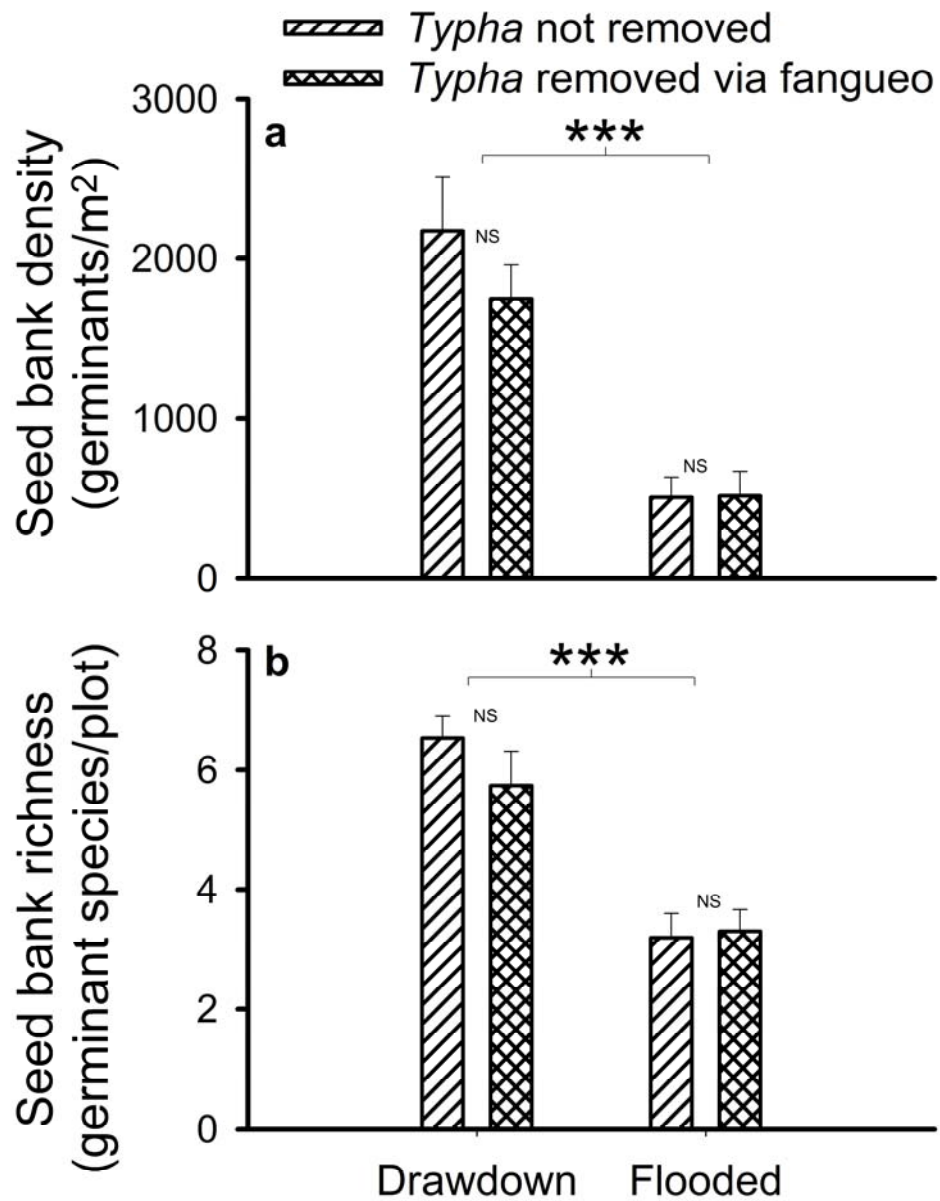 Typha not removed
Typha removed via fangueo
Seed bank density
(germinants/m²)
3000
2000
1000
0
a
***
NS
NS
Seed bank richness
(germinant species/plot)
8
6
4
2
0
b
***
NS
NS
Drawdown
Flooded